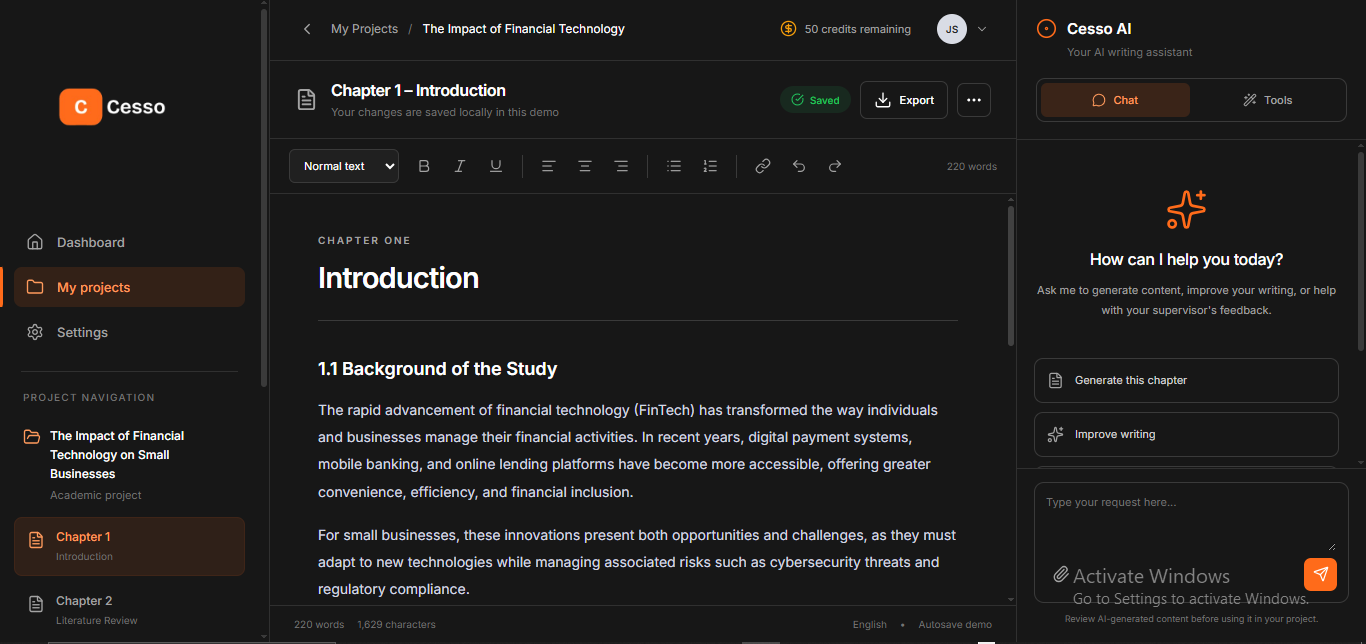 C Cesso
Dashboard
My projects
Settings
PROJECT NAVIGATION
The Impact of Financial
Technology on Small
Businesses
Academic project
Chapter 1
Introduction
Chapter 2
Literature Review
My Projects / The Impact of Financial Technology
50 credits remaining
JS
Chapter 1 – Introduction
Your changes are saved locally in this demo
Saved
Export
Normal text
B I U
220 words
CHAPTER ONE
Introduction
1.1 Background of the Study
The rapid advancement of financial technology (FinTech) has transformed the way individuals
and businesses manage their financial activities. In recent years, digital payment systems,
mobile banking, and online lending platforms have become more accessible, offering greater
convenience, efficiency, and financial inclusion.
For small businesses, these innovations present both opportunities and challenges, as they must
adapt to new technologies while managing associated risks such as cybersecurity threats and
regulatory compliance.
220 words 1,629 characters
English • Autosave demo
Cesso AI
Your AI writing assistant
Chat
Tools
How can I help you today?
Ask me to generate content, improve your writing, or help
with your supervisor's feedback.
Generate this chapter
Improve writing
Type your request here...
Activate Windows
Go to Settings to activate Windows.
Review AI-generated content before using it in your project.